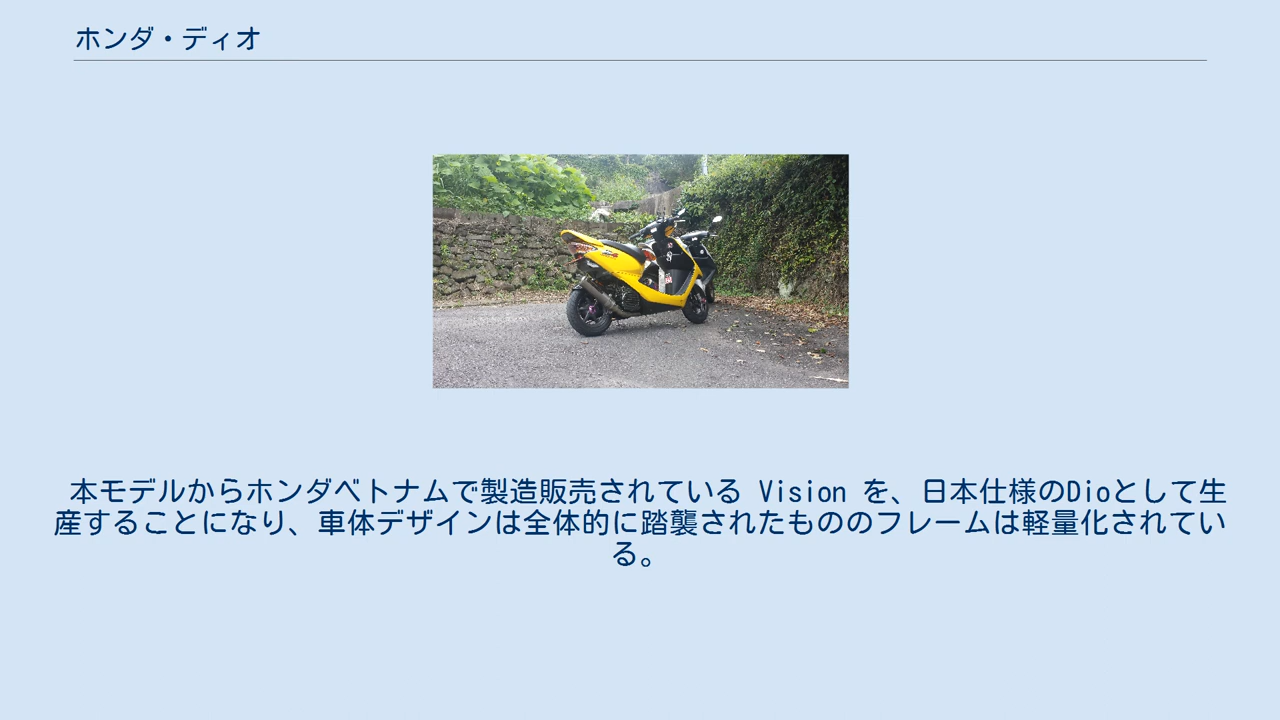 ホンダ・ディオ
本モデルからホンダベトナムで製造販売されている Vision を、日本仕様のDioとして生
産することになり、車体デザインは全体的に踏襲されたもののフレームは軽量化されてい
る。